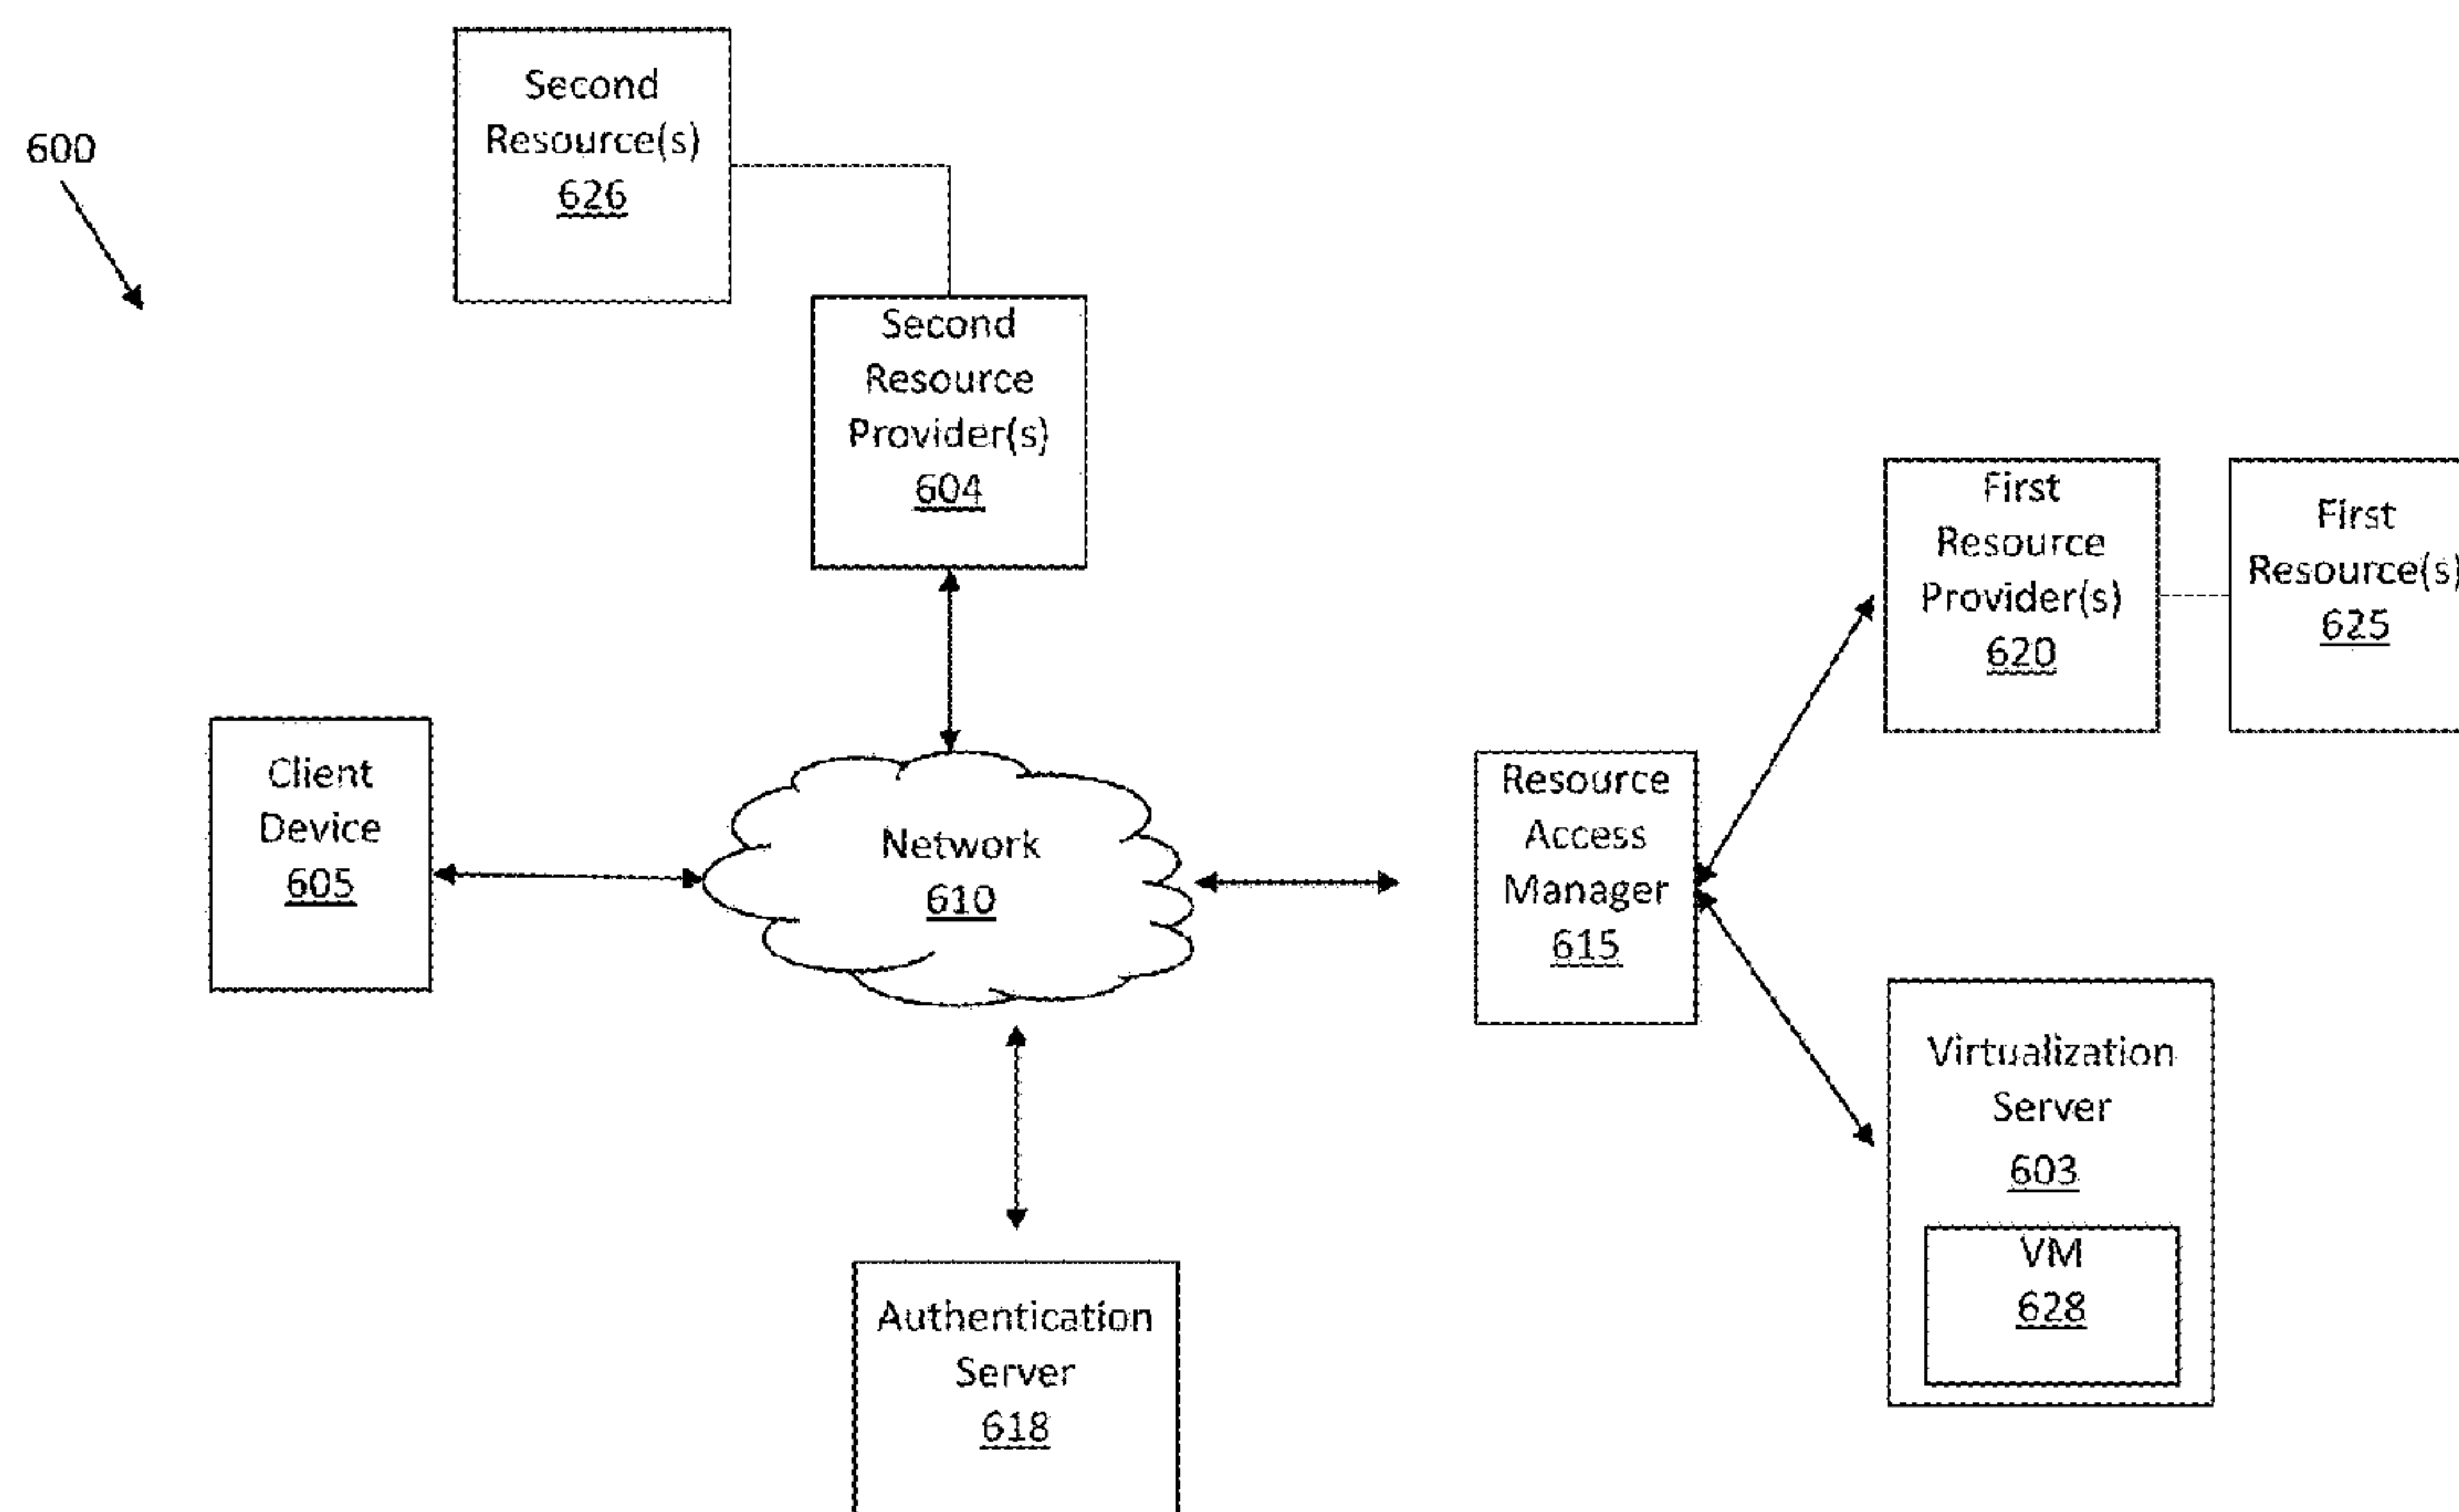 600
Second
Resource(s)
626
Second
Resource
Provider(s)
604
First
Resource
Provider(s)
620
First
Resource(s)
625
Client
Device
605
Network
610
Resource
Access
Manager
615
Virtualization
Server
603
VM
628
Authentication
Server
618